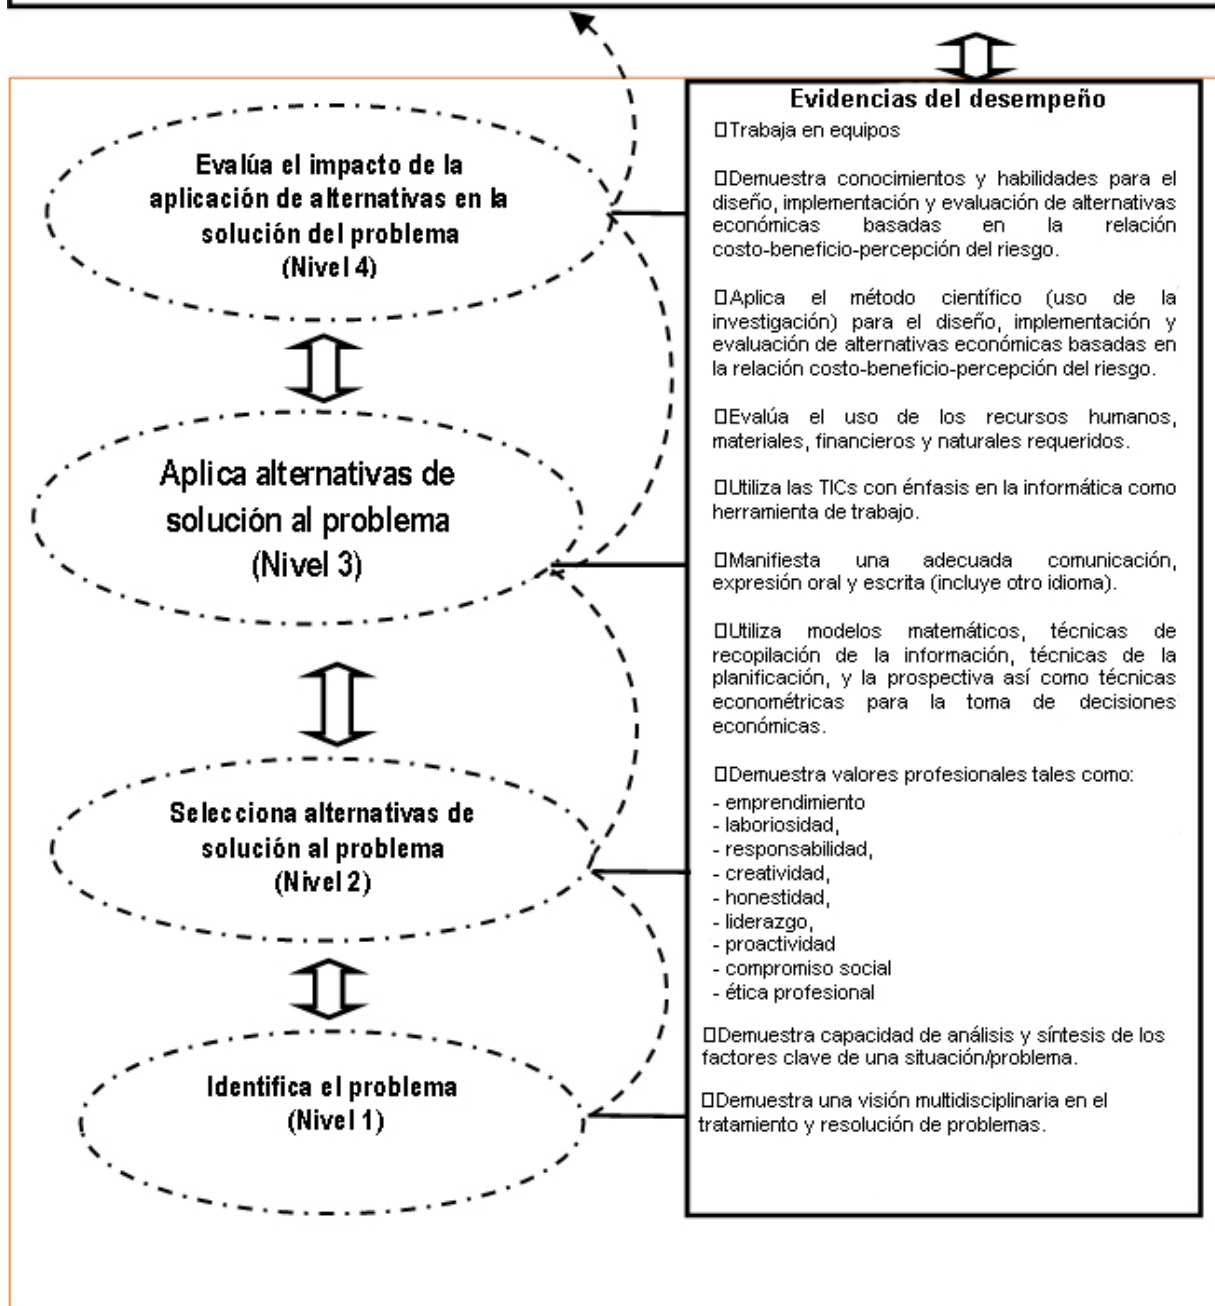 Evalúa el impacto de la
aplicación de alternativas en la
solución del problema
(Nivel 4)
Aplica alternativas de
solución al problema
(Nivel 3)
Selecciona alternativas de
solución al problema
(Nivel 2)
Identifica el problema
(Nivel 1)
Evidencias del desempeño
▯Trabaja en equipos
▯Demuestra conocimientos y habilidades para el
diseño, implementación y evaluación de alternativas
económicas basadas en la relación
costo-beneficio-percepción del riesgo.
▯Aplica el método científico (uso de la
investigación) para el diseño, implementación y
evaluación de alternativas económicas basadas en
la relación costo-beneficio-percepción del riesgo.
▯Evalúa el uso de los recursos humanos,
materiales, financieros y naturales requeridos.
▯Utiliza las TICs con énfasis en la informática como
herramienta de trabajo.
▯Manifiesta una adecuada comunicación,
expresión oral y escrita (incluye otro idioma).
▯Utiliza modelos matemáticos, técnicas de
recopilación de la información, técnicas de la
planificación, y la prospectiva así como técnicas
econométricas para la toma de decisiones
económicas.
▯Demuestra valores profesionales tales como:
- emprendimiento
- laboriosidad,
- responsabilidad,
- creatividad,
- honestidad,
- liderazgo,
- proactividad
- compromiso social
- ética profesional
▯Demuestra capacidad de análisis y síntesis de los
factores clave de una situación/problema.
▯Demuestra una visión multidisciplinaria en el
tratamiento y resolución de problemas.